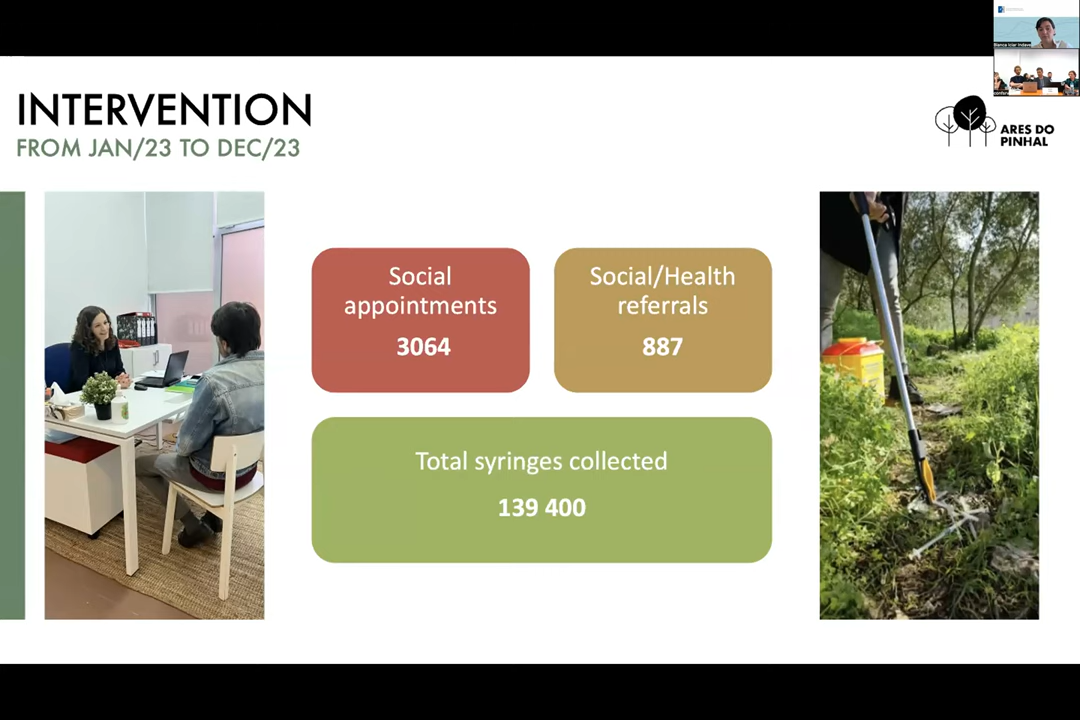 INTERVENTION
FROM JAN/23 TO DEC/23
ARES DO
PINHAL
Social
appointments
3064
Social/Health
referrals
887
Total syringes collected
139 400